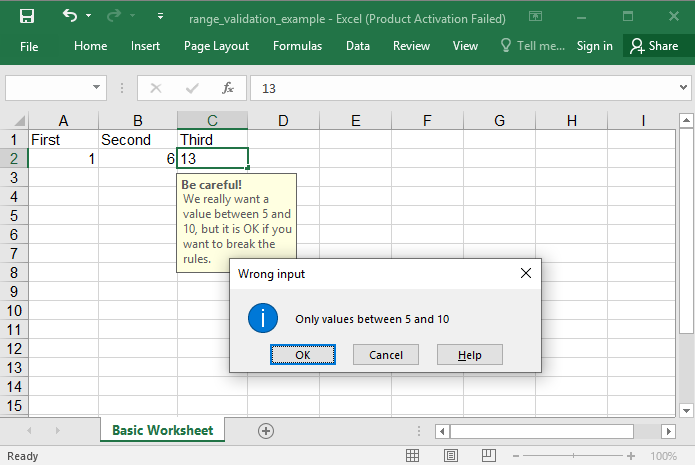 range_validation_example - Excel (Product Activation Failed)
File Home Insert Page Layout Formulas Data Review View Tell me... Sign in Share
fx 13
A B C D E F G H I
1 First Second Third
2 1 6 13
3
4
5
6
7
8
9
10
11
12
13
14
15
Be careful!
We really want a
value between 5 and
10, but it is OK if you
want to break the
rules.
Wrong input
Only values between 5 and 10
OK Cancel Help
Basic Worksheet
Ready 100%